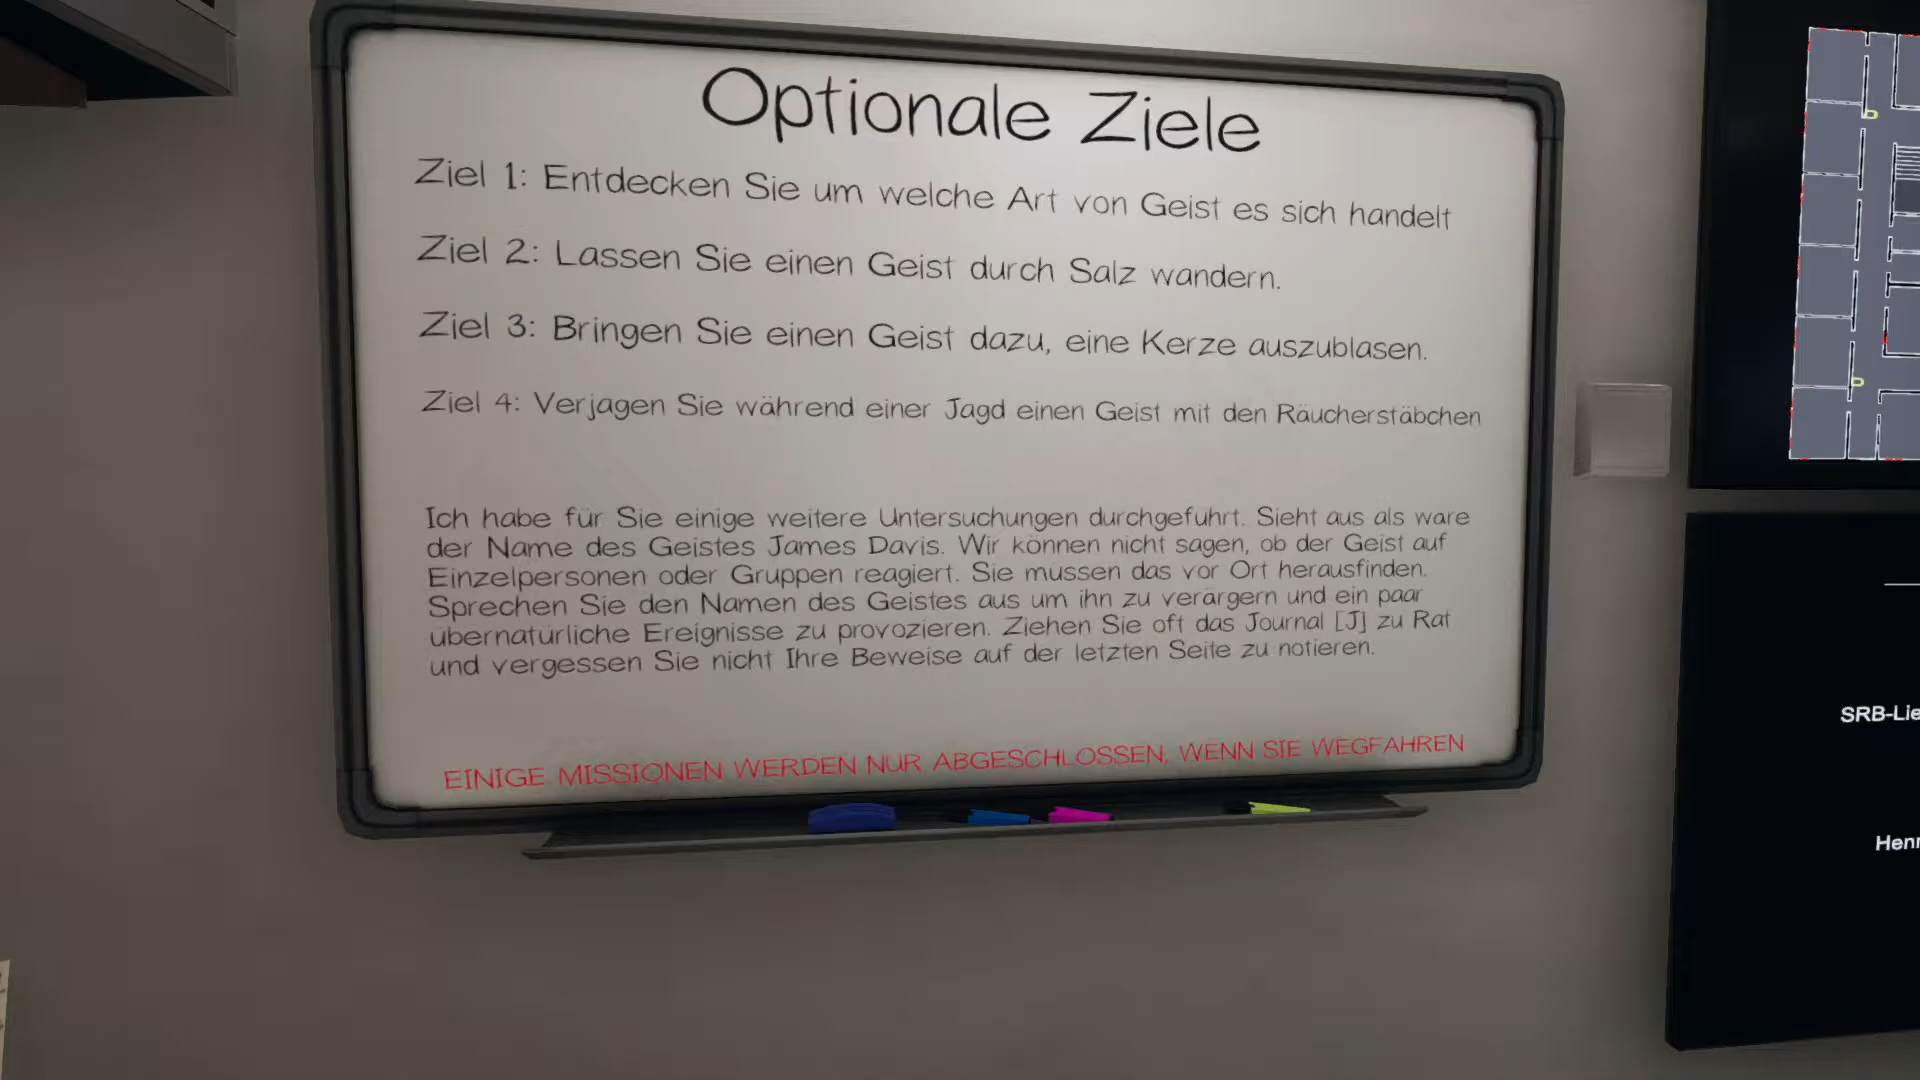 Optionale Ziele
Ziel 1: Entdecken Sie um welche Art von Geist es sich handelt
Ziel 2: Lassen Sie einen Geist durch Salz wandern.
Ziel 3: Bringen Sie einen Geist dazu, eine Kerze auszublasen.
Ziel 4: Verjagen Sie während einer Jagd einen Geist mit den Räucherstäbchen
Ich habe für Sie einige weitere Untersuchungen durchgeführt. Sieht aus als wäre
der Name des Geistes James Davis. Wir können nicht sagen, ob der Geist auf
Einzelpersonen oder Gruppen reagiert. Sie müssen das vor Ort herausfinden.
Sprechen Sie den Namen des Geistes aus um ihn zu verärgern und ein paar
übernatürliche Ereignisse zu provozieren. Ziehen Sie oft das Journal [J] zu Rat
und vergessen Sie nicht Ihre Beweise auf der letzten Seite zu notieren.
EINIGE MISSIONEN WERDEN NUR ABGESCHLOSSEN, WENN SIE WEGFAHREN
SRB-Lie
Henr